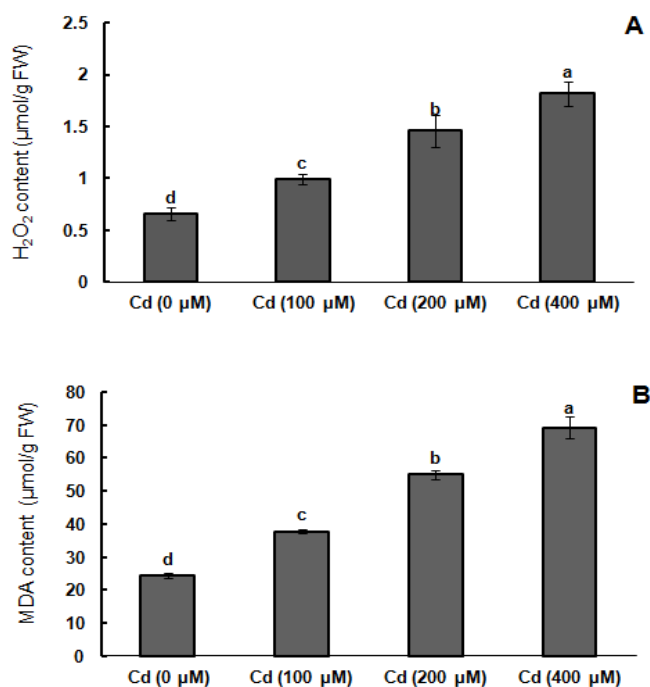 A
H₂O₂ content (µmol/g FW)
2.5
2
1.5
1
0.5
0
d
c
b
a
Cd (0 µM) Cd (100 µM) Cd (200 µM) Cd (400 µM)
B
MDA content (µmol/g FW)
80
70
60
50
40
30
20
10
0
d
c
b
a
Cd (0 µM) Cd (100 µM) Cd (200 µM) Cd (400 µM)